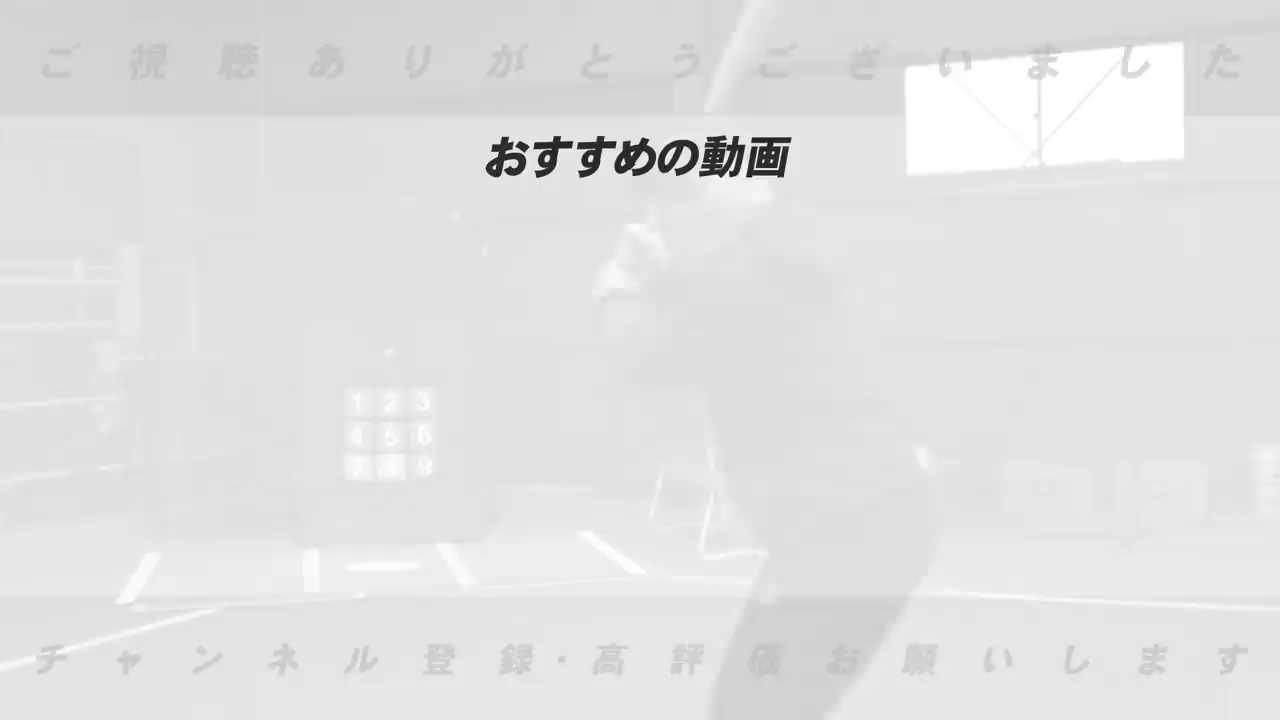 ご視聴ありがとうございました
おすすめの動画
1 2 3
4 5 6
7 8 9
チャンネル登録・高評価お願いします